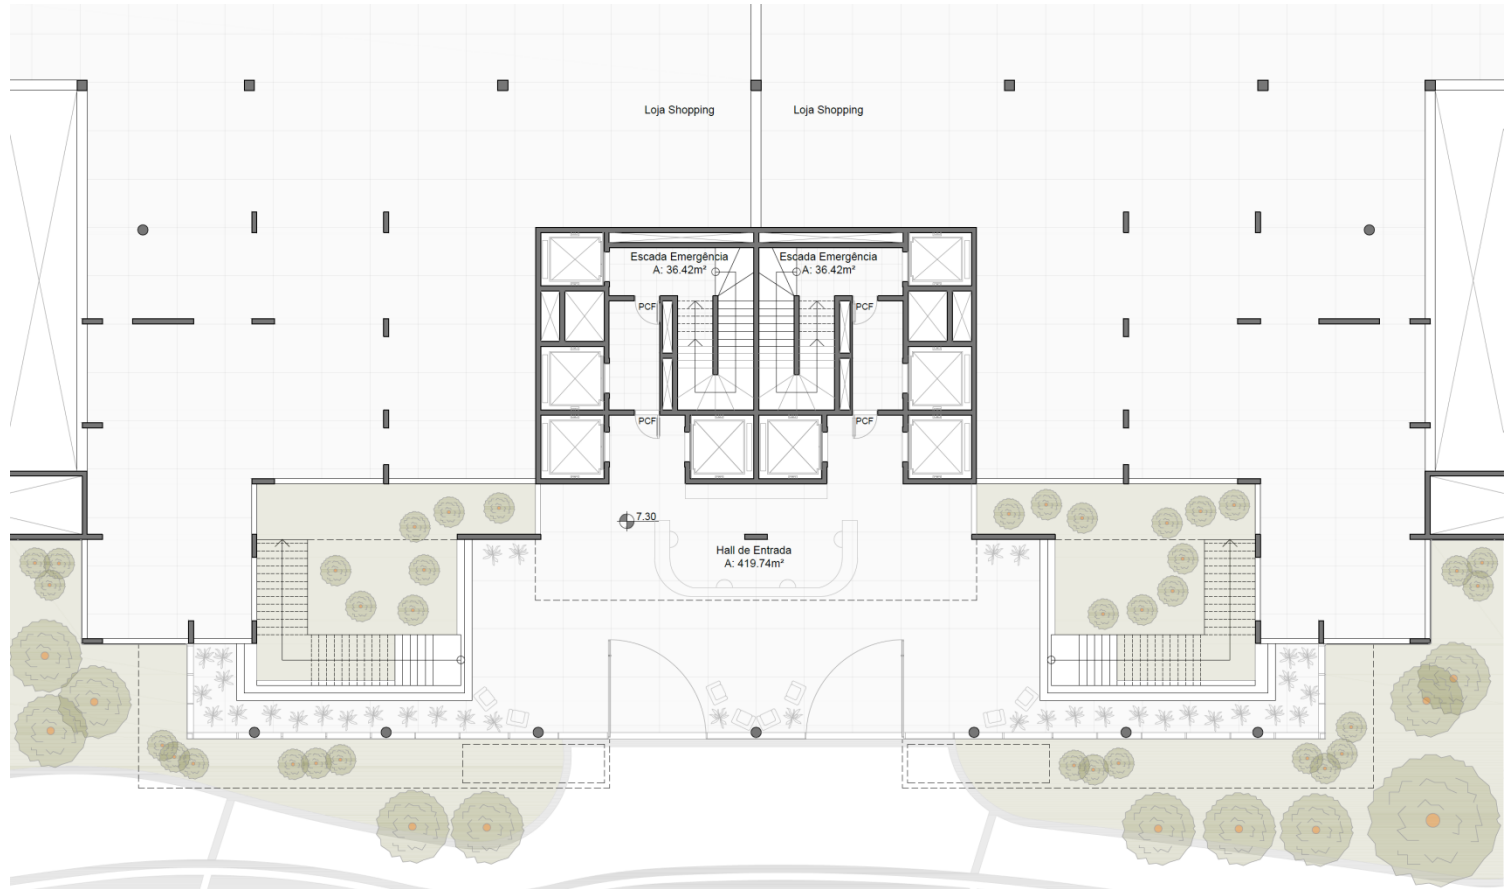 Loja Shopping
Loja Shopping
Escada Emergência
A: 36.42m²
Escada Emergência
A: 36.42m²
PCF
PCF
PCF
PCF
7.30
Hall de Entrada
A: 419.74m²